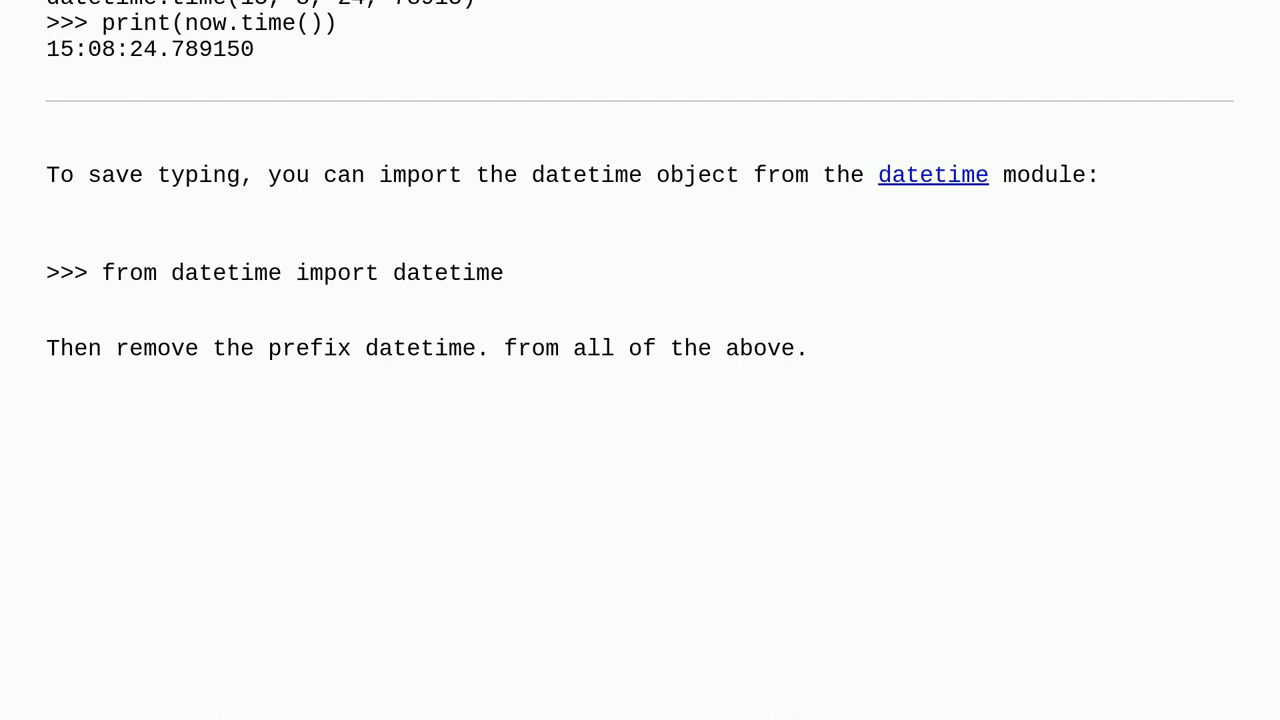 >>> print(now.time())
15:08:24.789150
To save typing, you can import the datetime object from the datetime module:
>>> from datetime import datetime
Then remove the prefix datetime. from all of the above.